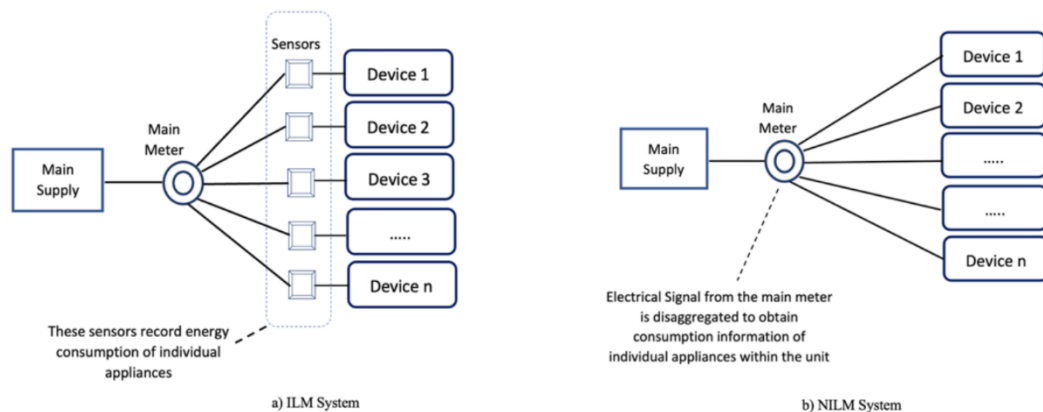 Sensors
Device 1
Main
Meter
Device 2
Main
Supply
Device 3
.....
Device n
These sensors record energy
consumption of individual
appliances
a) ILM System
Device 1
Main
Meter
Device 2
Main
Supply
.....
.....
Device n
Electrical Signal from the main meter
is disaggregated to obtain
consumption information of
individual appliances within the unit
b) NILM System